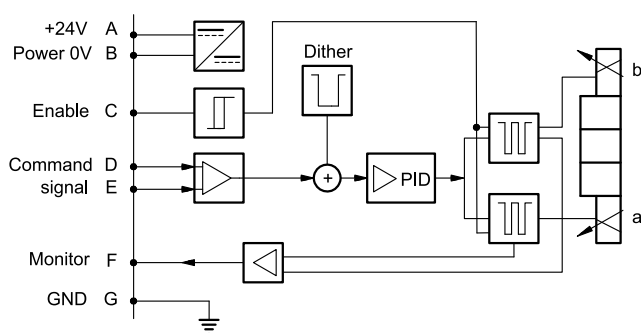 +24V A
Power 0V B
Dither
Enable C
Command D
signal E
+
PID
Monitor F
GND G
b
a